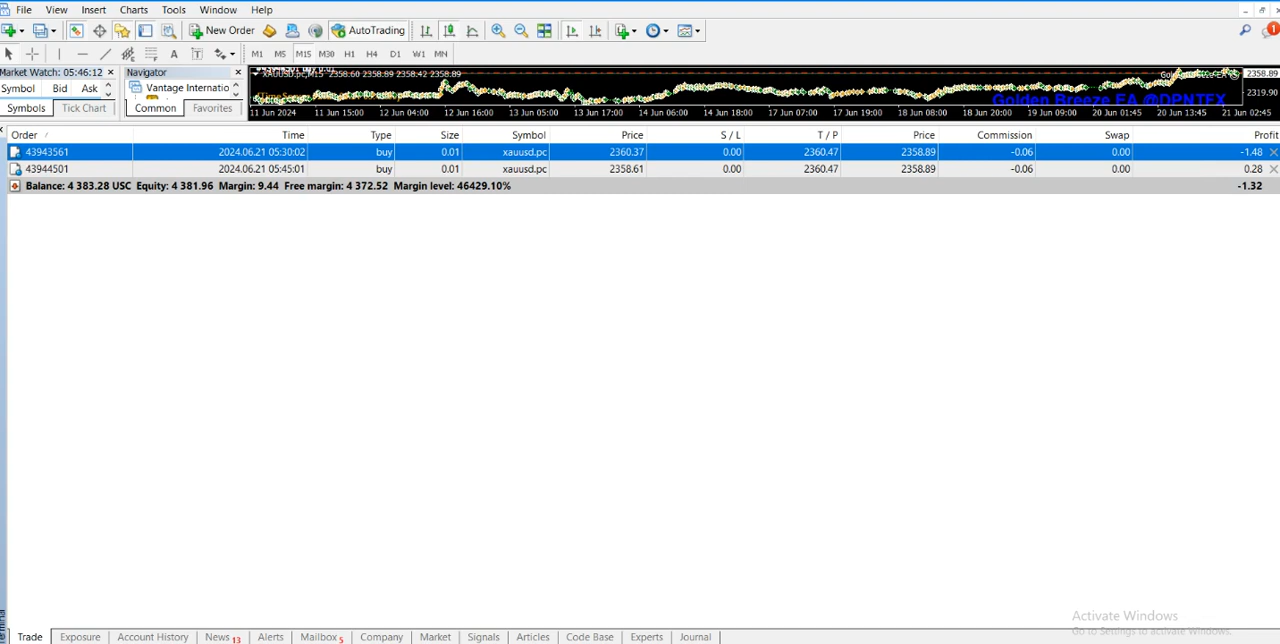 File View Insert Charts Tools Window Help
New Order AutoTrading
M1 M5 M15 M30 H1 H4 D1 W1 MN
Market Watch: 05:46:12 × Navigator ×
Symbol Bid Ask Vantage Internatio
Symbols Tick Chart Common Favorites
XAUUSD.pc,M15 2358.60 2358.89 2358.42 2358.89
2358.89
2319.90
Golden Breeze EA @DPNTFX
11 Jun 2024 11 Jun 15:00 12 Jun 04:00 12 Jun 16:00 13 Jun 05:00 13 Jun 17:00 14 Jun 06:00 14 Jun 18:00 17 Jun 07:00 17 Jun 19:00 18 Jun 08:00 18 Jun 20:00 19 Jun 09:00 20 Jun 01:45 20 Jun 13:45 21 Jun 02:45
Order / Time Type Size Symbol Price S / L T / P Price Commission Swap Profit
43943561 2024.06.21 05:30:02 buy 0.01 xauusd.pc 2360.37 0.00 2360.47 2358.89 -0.06 0.00 -1.48
43944501 2024.06.21 05:45:01 buy 0.01 xauusd.pc 2358.61 0.00 2360.47 2358.89 -0.06 0.00 0.28
Balance: 4 383.28 USC Equity: 4 381.96 Margin: 9.44 Free margin: 4 372.52 Margin level: 46429.10% -1.32
Activate Windows
Go to Settings to activate Windows.
Trade Exposure Account History News 13 Alerts Mailbox 5 Company Market Signals Articles Code Base Experts Journal